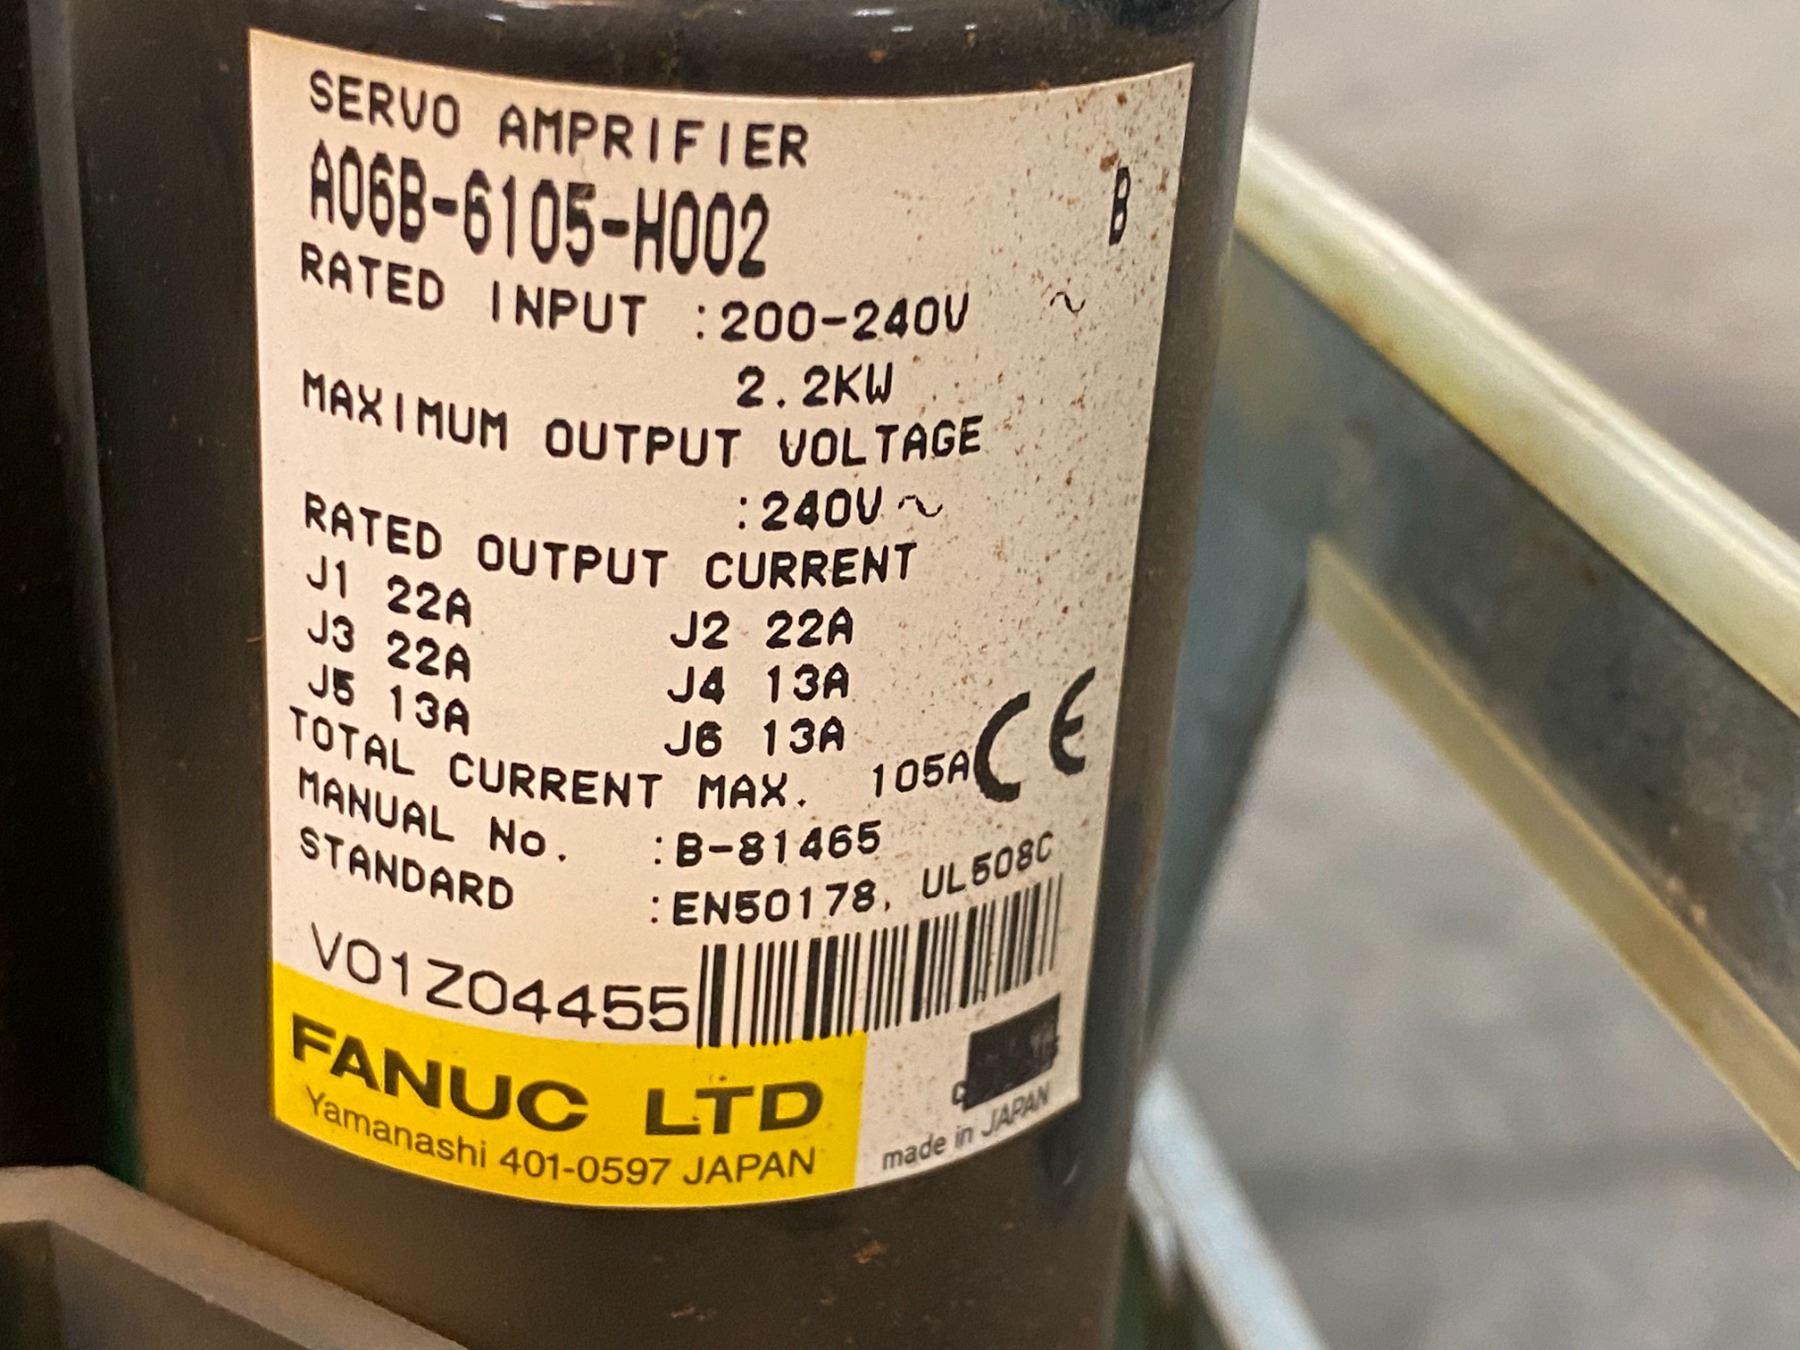 SERVO AMPRIFIER
A06B-6105-H002 B
RATED INPUT :200-240V ~
2.2KW
MAXIMUM OUTPUT VOLTAGE
:240V~
RATED OUTPUT CURRENT
J1 22A J2 22A
J3 22A J4 13A
J5 13A J6 13A
TOTAL CURRENT MAX. 105A CE
MANUAL No. :B-81465
STANDARD :EN50178, UL508C
V01Z04455
FANUC LTD
Yamanashi 401-0597 JAPAN
made in JAPAN